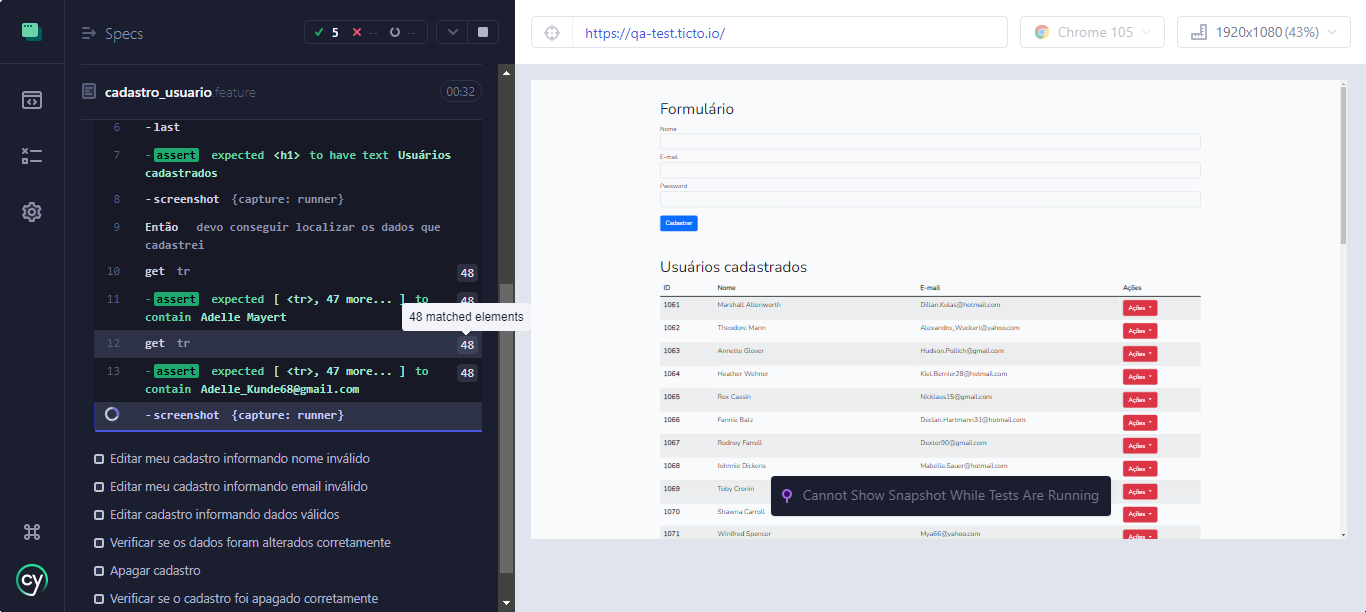 Specs
5
--
--
cadastro_usuario.feature
00:32
6 -last
7 -assert expected <h1> to have text Usuários
cadastrados
8 -screenshot {capture: runner}
9 Então devo conseguir localizar os dados que
cadastrei
10 get tr 48
11 -assert expected [ <tr>, 47 more... ] to 48
contain Adelle Mayert
48 matched elements
12 get tr 48
13 -assert expected [ <tr>, 47 more... ] to 48
contain Adelle_Kunde68@gmail.com
-screenshot {capture: runner}
Editar meu cadastro informando nome inválido
Editar meu cadastro informando email inválido
Editar cadastro informando dados válidos
Verificar se os dados foram alterados corretamente
Apagar cadastro
Verificar se o cadastro foi apagado corretamente
cy
https://qa-test.ticto.io/
Chrome 105
1920x1080 (43%)
Formulário
Nome
E-mail
Password
Cadastrar
Usuários cadastrados
ID Nome E-mail Ações
1061 Marshall Altenwerth Dillan.Kulas@hotmail.com Ações
1062 Theodore Mann Alexandro_Wuckert@yahoo.com Ações
1063 Annette Glover Hudson.Pollich@gmail.com Ações
1064 Heather Wehner Kiel.Bernier28@hotmail.com Ações
1065 Rex Cassin Nicklaus15@gmail.com Ações
1066 Fannie Batz Declan.Hartmann31@hotmail.com Ações
1067 Rodney Farrell Dexter90@gmail.com Ações
1068 Johnnie Dickens Mabelle.Sauer@hotmail.com Ações
1069 Toby Cronin Ações
Cannot Show Snapshot While Tests Are Running
1070 Shawna Carroll Ações
1071 Winifred Spencer Mya66@yahoo.com Ações